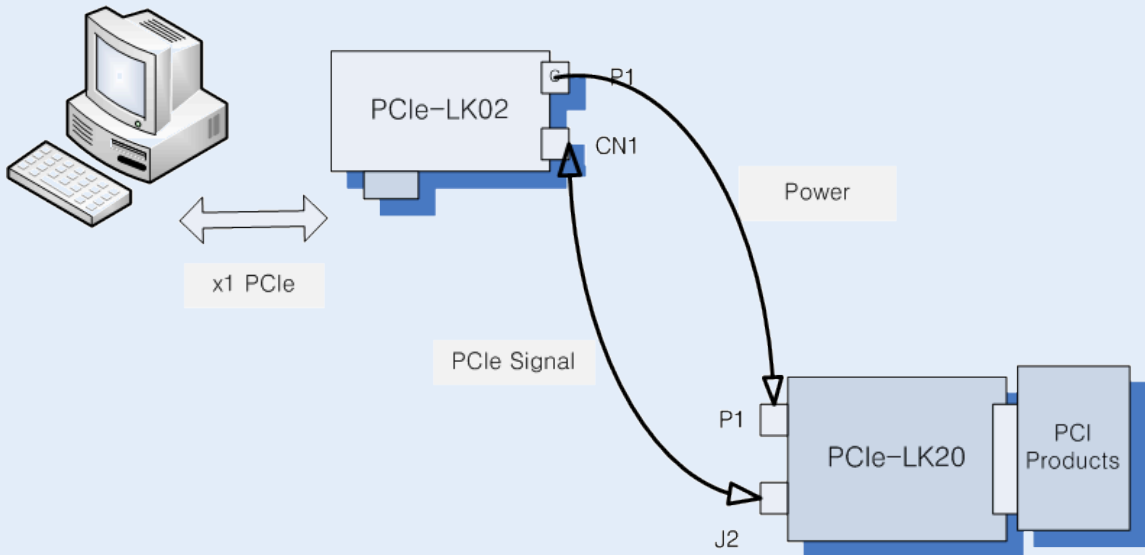 PCIe-LK02
G
P1
CN1
Power
x1 PCIe
PCIe Signal
P1
PCIe-LK20
PCI
Products
J2